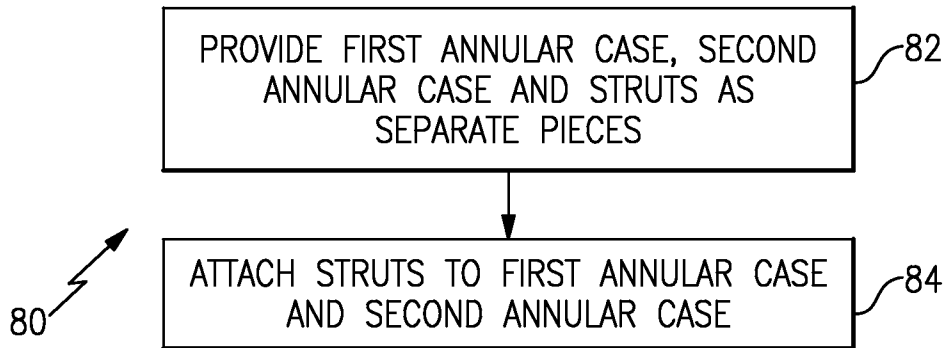 PROVIDE FIRST ANNULAR CASE, SECOND
ANNULAR CASE AND STRUTS AS
SEPARATE PIECES
82
ATTACH STRUTS TO FIRST ANNULAR CASE
AND SECOND ANNULAR CASE
84
80